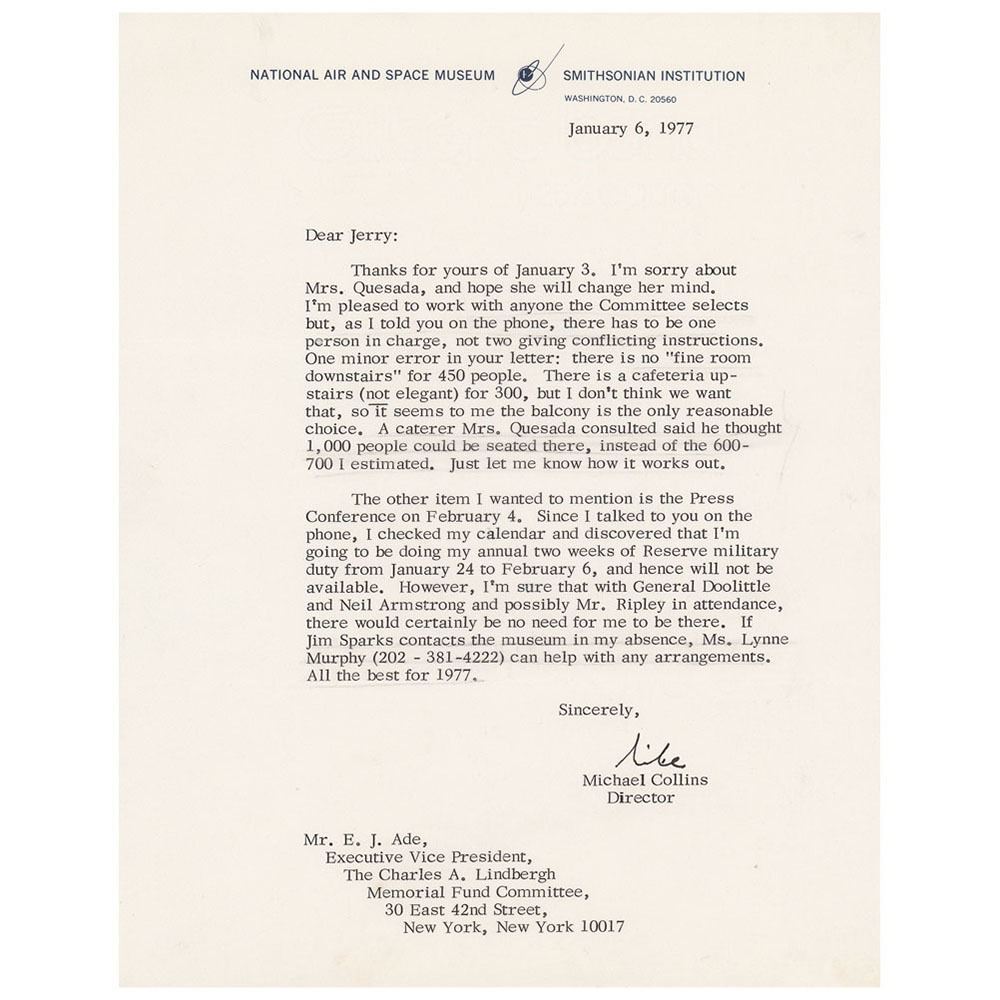 NATIONAL AIR AND SPACE MUSEUM SMITHSONIAN INSTITUTION
WASHINGTON, D. C. 20560
January 6, 1977
Dear Jerry:
Thanks for yours of January 3. I'm sorry about
Mrs. Quesada, and hope she will change her mind.
I'm pleased to work with anyone the Committee selects
but, as I told you on the phone, there has to be one
person in charge, not two giving conflicting instructions.
One minor error in your letter: there is no "fine room
downstairs" for 450 people. There is a cafeteria up-
stairs (not elegant) for 300, but I don't think we want
that, so it seems to me the balcony is the only reasonable
choice. A caterer Mrs. Quesada consulted said he thought
1,000 people could be seated there, instead of the 600-
700 I estimated. Just let me know how it works out.
The other item I wanted to mention is the Press
Conference on February 4. Since I talked to you on the
phone, I checked my calendar and discovered that I'm
going to be doing my annual two weeks of Reserve military
duty from January 24 to February 6, and hence will not be
available. However, I'm sure that with General Doolittle
and Neil Armstrong and possibly Mr. Ripley in attendance,
there would certainly be no need for me to be there. If
Jim Sparks contacts the museum in my absence, Ms. Lynne
Murphy (202 - 381-4222) can help with any arrangements.
All the best for 1977.
Sincerely,
Mike
Michael Collins
Director
Mr. E. J. Ade,
Executive Vice President,
The Charles A. Lindbergh
Memorial Fund Committee,
30 East 42nd Street,
New York, New York 10017